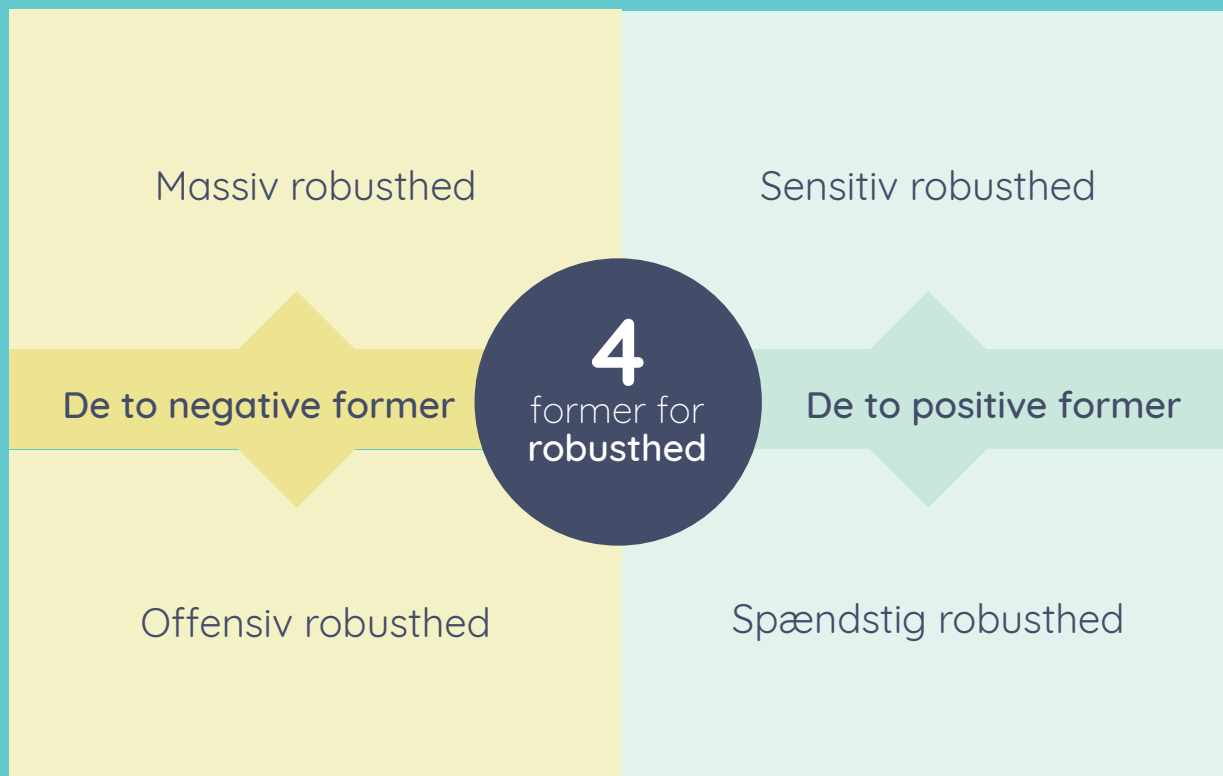 Massiv robusthed
Sensitiv robusthed
De to negative former
4
former for
robusthed
De to positive former
Offensiv robusthed
Spændstig robusthed